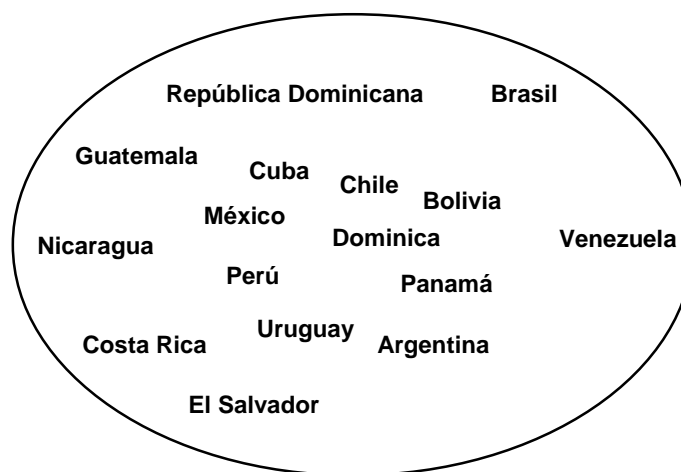 República Dominicana
Brasil
Guatemala
Cuba
Chile
Bolivia
México
Dominica
Venezuela
Nicaragua
Perú
Panamá
Uruguay
Costa Rica
Argentina
El Salvador